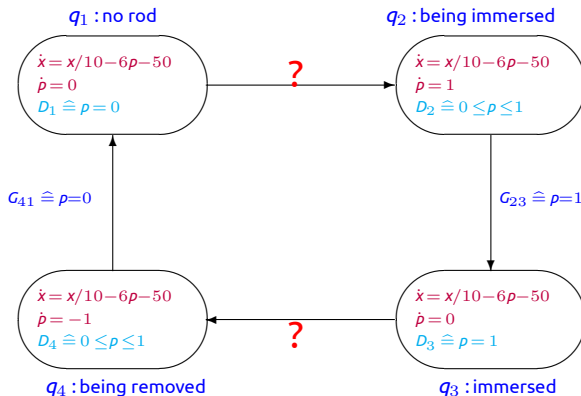 q₁ : no rod
q₂ : being immersed
ẋ = x/10−6p−50
ṗ = 0
D₁ ≙ p = 0
?
ẋ = x/10−6p−50
ṗ = 1
D₂ ≙ 0 ≤ p ≤ 1
G₄₁ ≙ p=0
G₂₃ ≙ p=1
ẋ = x/10−6p−50
ṗ = −1
D₄ ≙ 0 ≤ p ≤ 1
?
ẋ = x/10−6p−50
ṗ = 0
D₃ ≙ p = 1
q₄ : being removed
q₃ : immersed